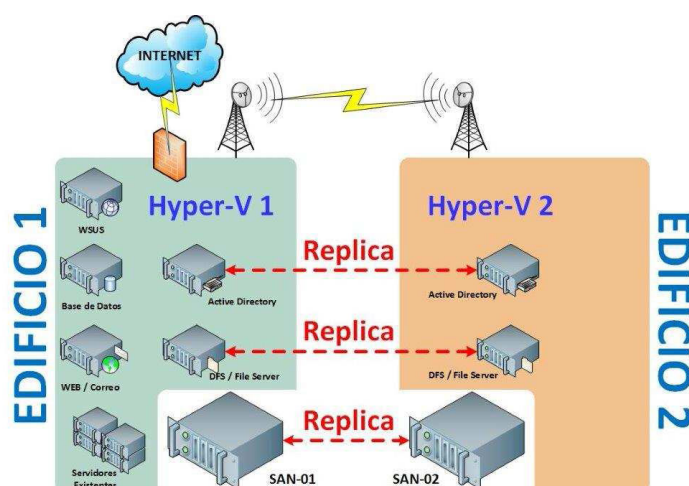 INTERNET
EDIFICIO 1
Hyper-V 1
Hyper-V 2
EDIFICIO 2
WSUS
Replica
Base de Datos
Active Directory
Active Directory
Replica
WEB / Correo
DFS / File Server
DFS / File Server
Replica
Servidores
Existentes
SAN-01
SAN-02